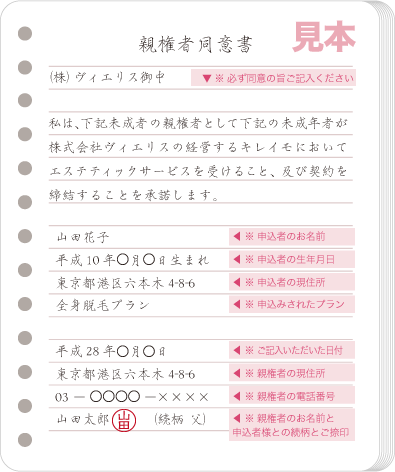 見本
親権者同意書
(株)ヴィエリス御中 ▼※ 必ず同意の旨ご記入ください
私は、下記未成者の親権者として下記の未成年者が
株式会社ヴィエリスの経営するキレイモにおいて
エステティックサービスを受けること、及び契約を
締結することを承諾します。
山田花子 ◀※ 申込者のお名前
平成10年〇月〇日生まれ ◀※ 申込者の生年月日
東京都港区六本木4-8-6 ◀※ 申込者の現住所
全身脱毛プラン ◀※ 申込みされたプラン
平成28年〇月〇日 ◀※ ご記入いただいた日付
東京都港区六本木4-8-6 ◀※ 親権者の現住所
03 ー 〇〇〇〇 ー×××× ◀※ 親権者の電話番号
山田太郎 山田 (続柄 父) ◀※ 親権者のお名前と
申込者様との続柄とご捺印